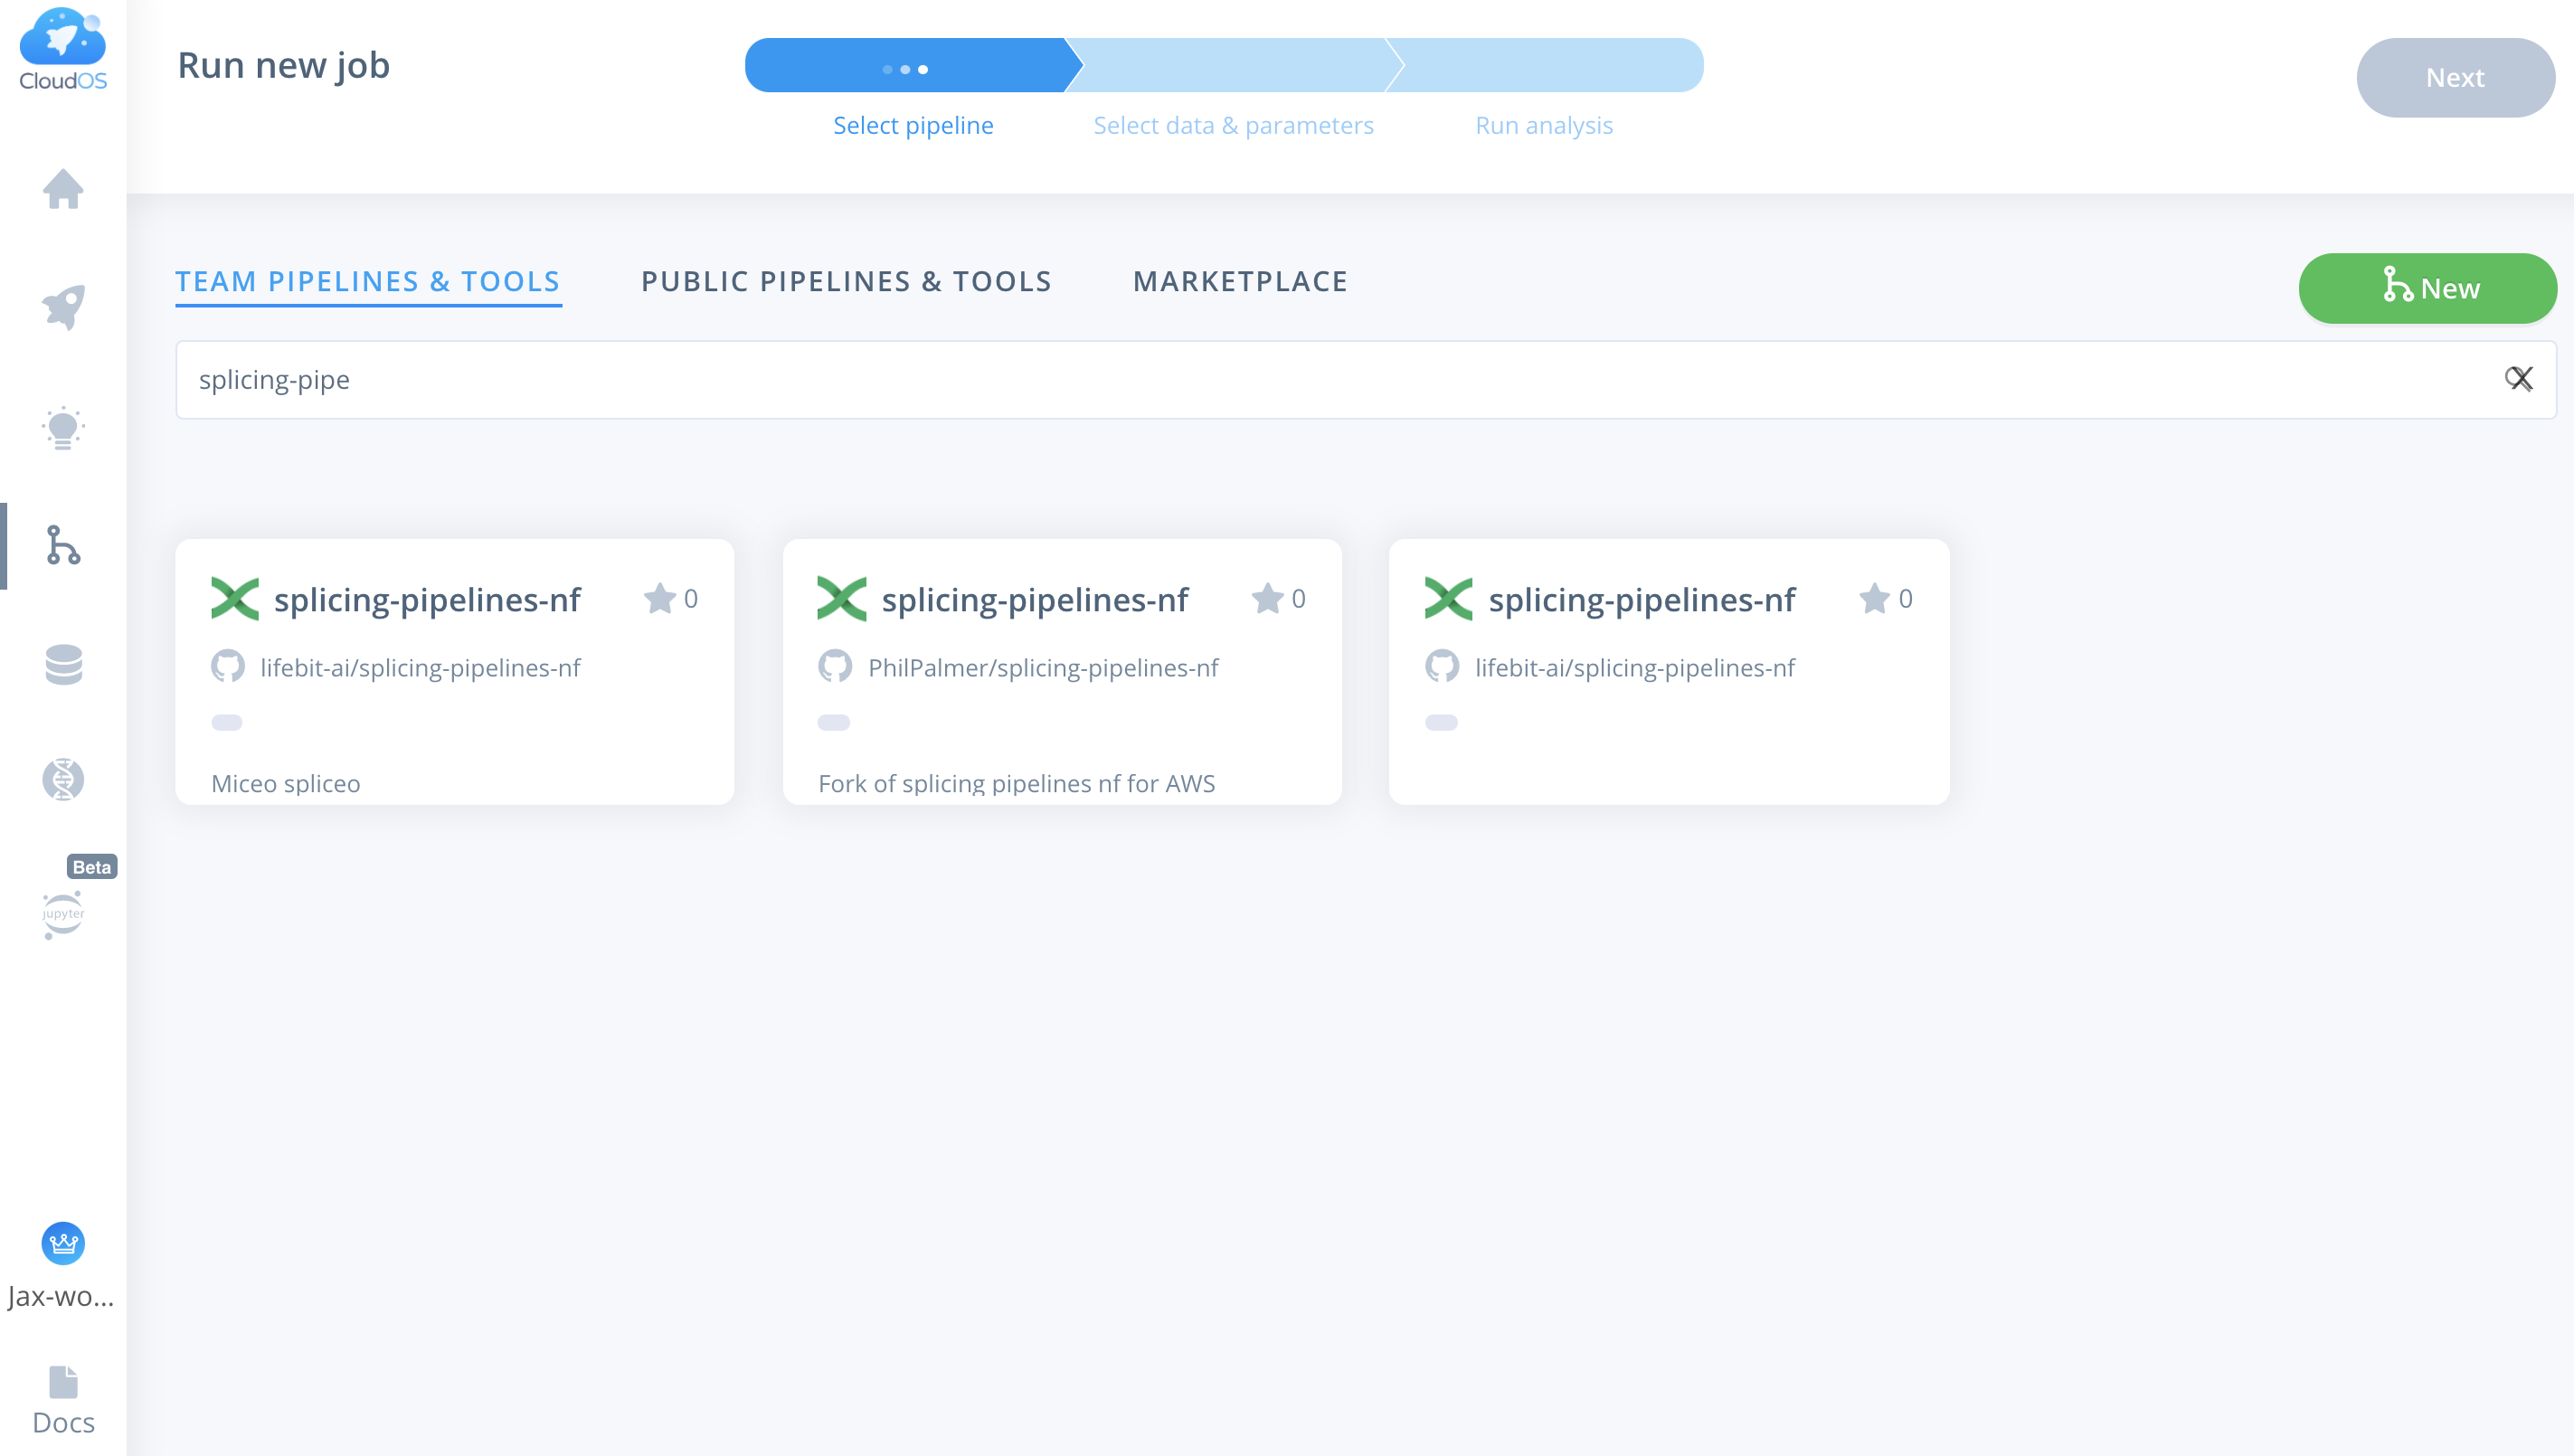 CloudOS
Run new job
Select pipeline
Select data & parameters
Run analysis
Next
TEAM PIPELINES & TOOLS
PUBLIC PIPELINES & TOOLS
MARKETPLACE
New
splicing-pipe
X
splicing-pipelines-nf
0
lifebit-ai/splicing-pipelines-nf
Miceo spliceo
splicing-pipelines-nf
0
PhilPalmer/splicing-pipelines-nf
Fork of splicing pipelines nf for AWS
splicing-pipelines-nf
0
lifebit-ai/splicing-pipelines-nf
Beta
jupyter
Jax-wo...
Docs